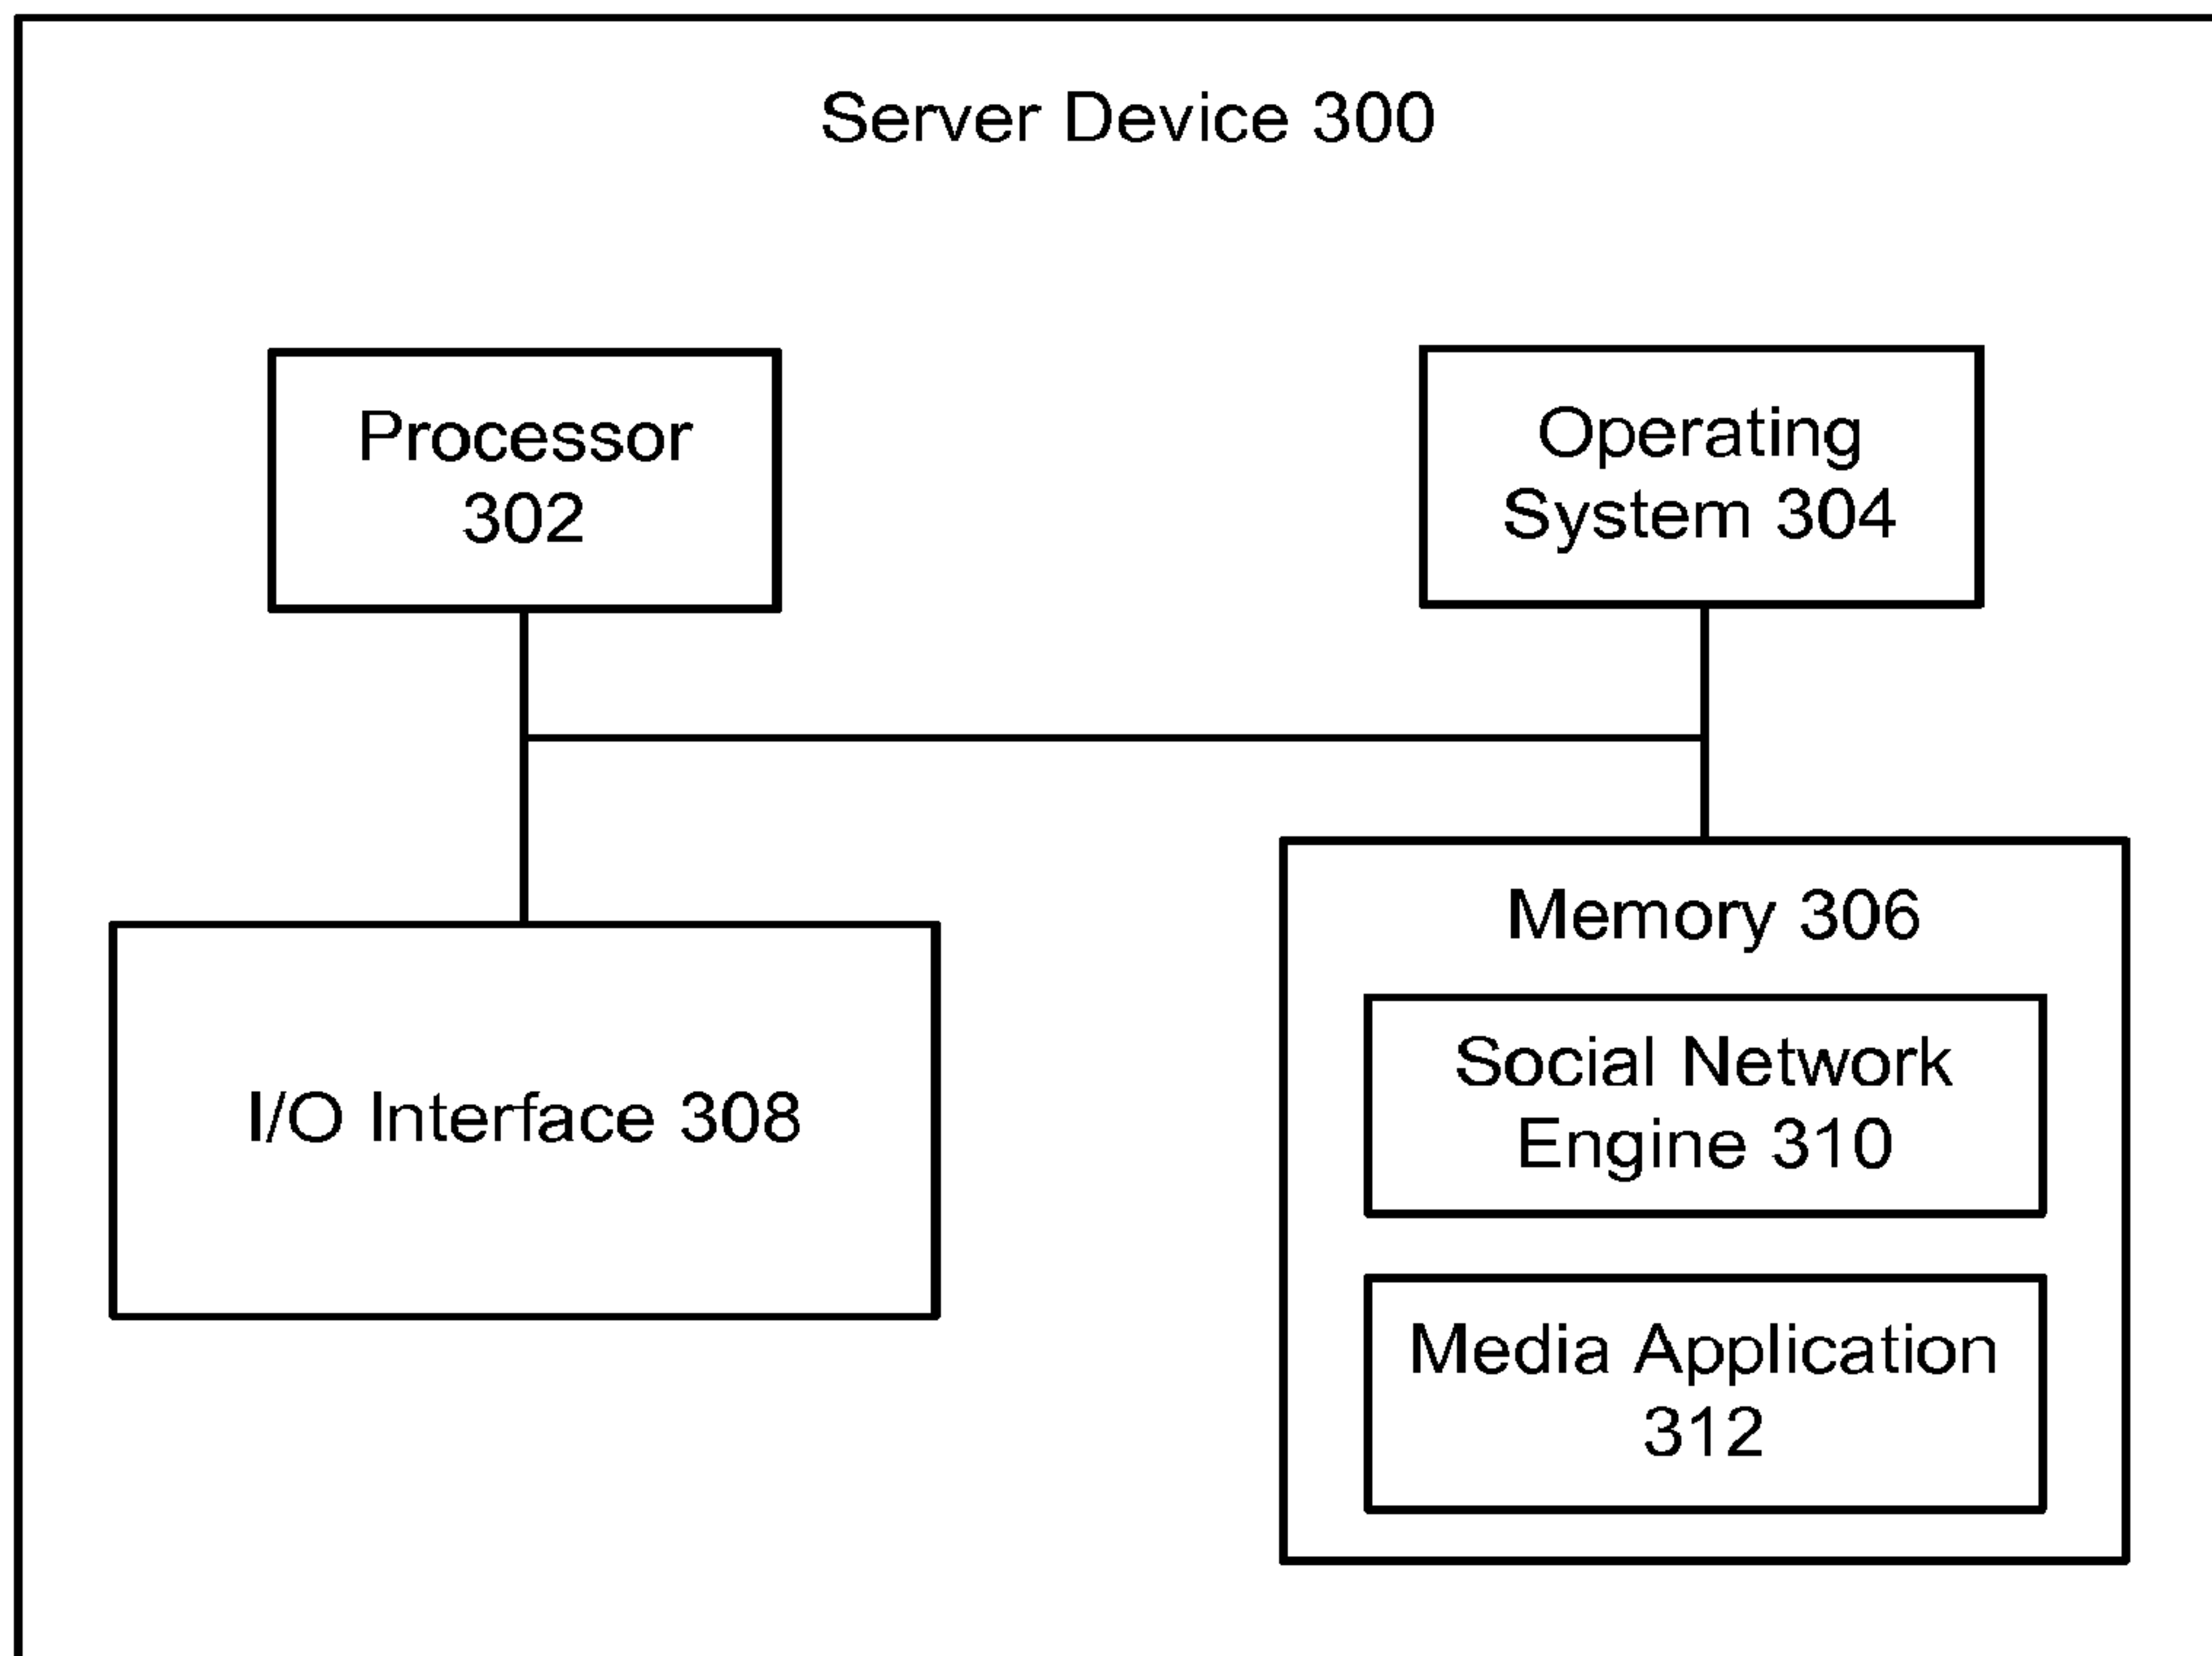 Server Device 300
Processor
302
Operating
System 304
I/O Interface 308
Memory 306
Social Network
Engine 310
Media Application
312